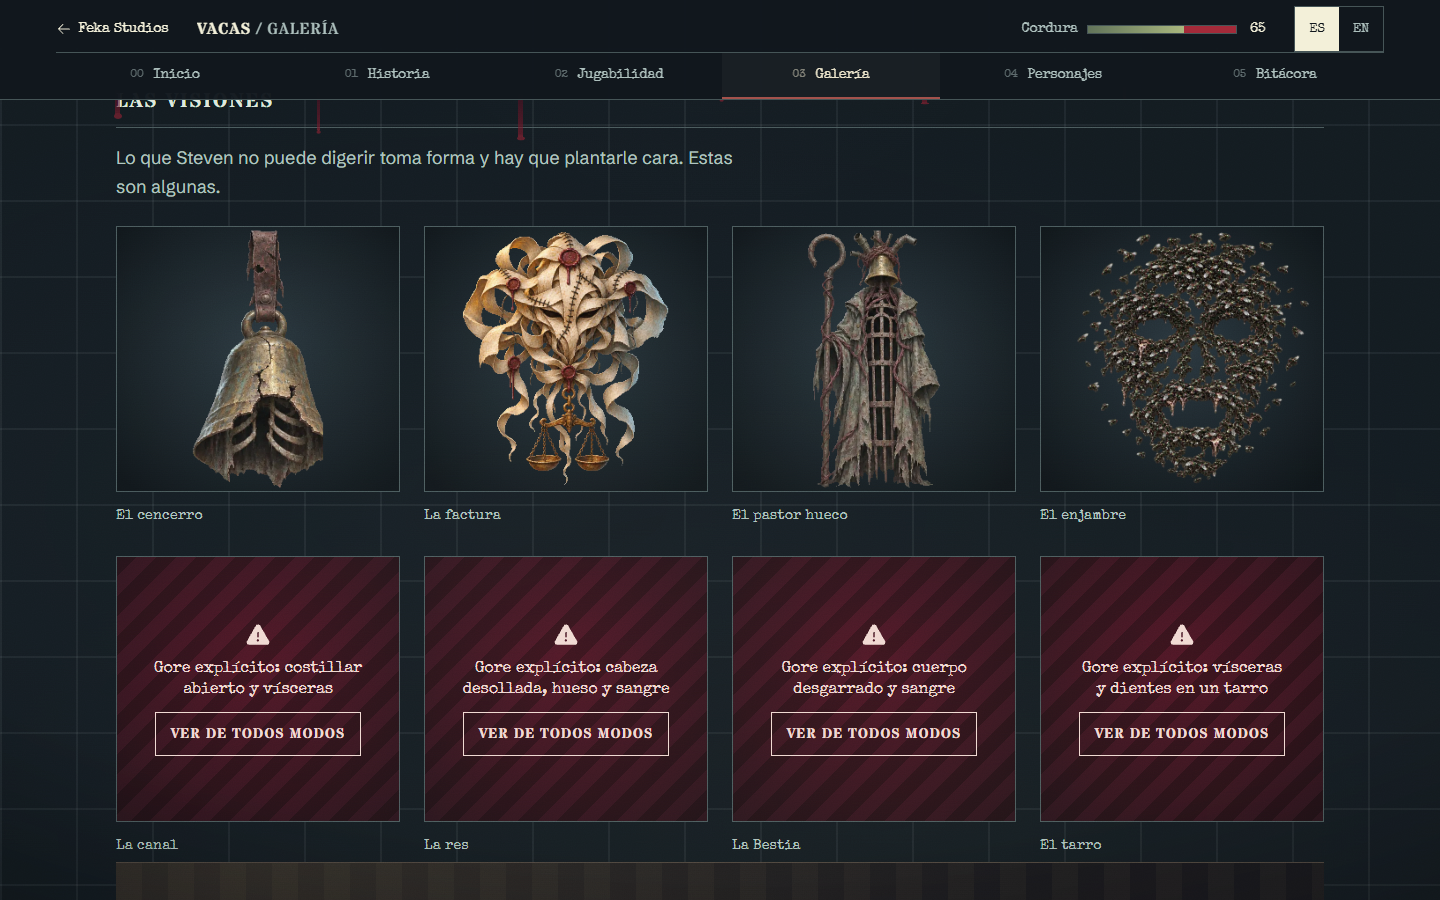 ← Feka Studios
VACAS / GALERÍA
Cordura
65
ES
EN
00 Inicio
01 Historia
02 Jugabilidad
03 Galería
04 Personajes
05 Bitácora
LAS VISIONES
Lo que Steven no puede digerir toma forma y hay que plantarle cara. Estas
son algunas.
El cencerro
La factura
El pastor hueco
El enjambre
Gore explícito: costillar
abierto y vísceras
VER DE TODOS MODOS
Gore explícito: cabeza
desollada, hueso y sangre
VER DE TODOS MODOS
Gore explícito: cuerpo
desgarrado y sangre
VER DE TODOS MODOS
Gore explícito: vísceras
y dientes en un tarro
VER DE TODOS MODOS
La canal
La res
La Bestia
El tarro